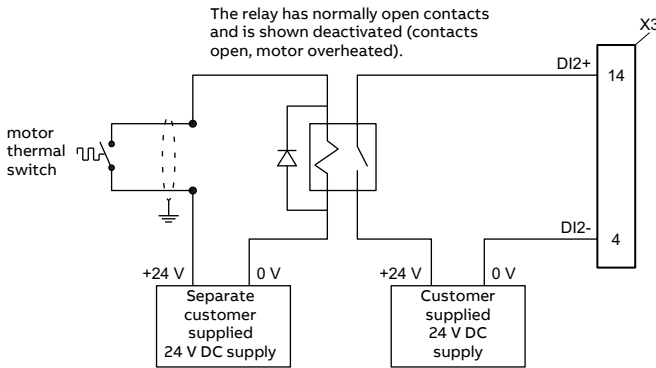 The relay has normally open contacts
and is shown deactivated (contacts
open, motor overheated).
X3
DI2+
14
motor
thermal
switch
DI2-
4
+24 V
0 V
+24 V
0 V
Separate
customer
supplied
24 V DC supply
Customer
supplied
24 V DC
supply